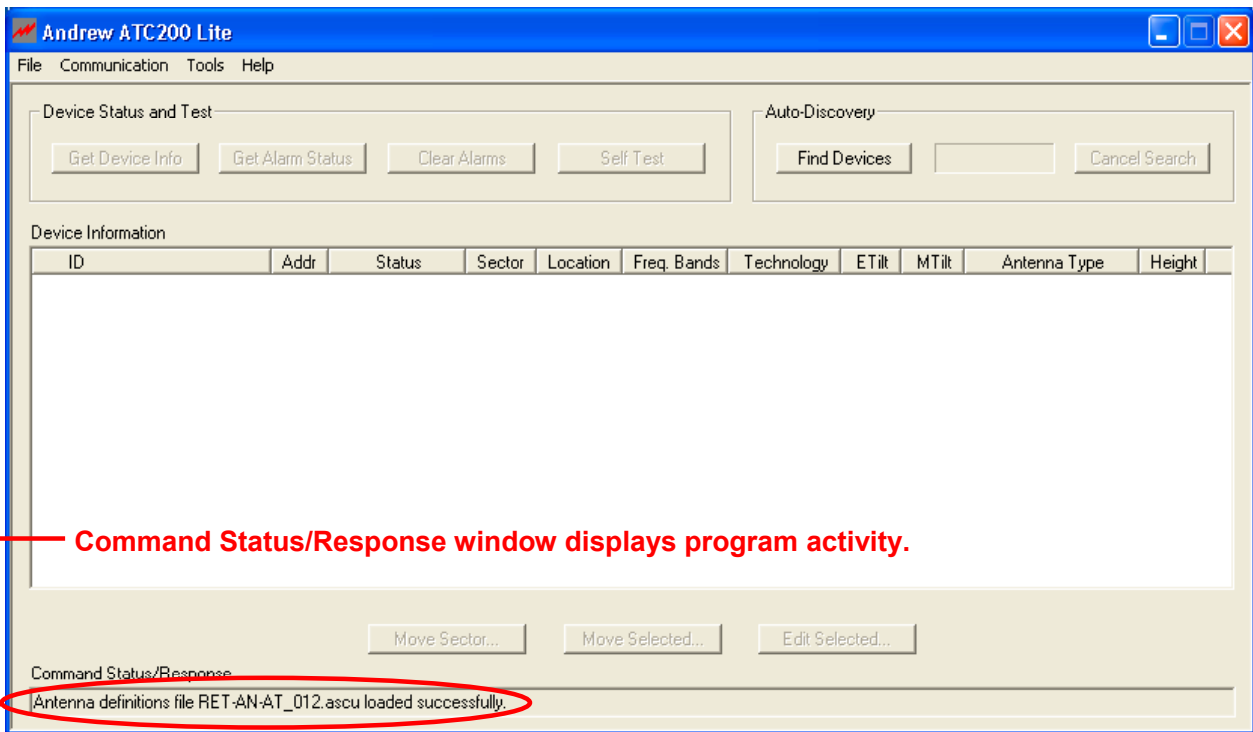 Andrew ATC200 Lite
File Communication Tools Help
Device Status and Test
Auto-Discovery
Get Device Info Get Alarm Status Clear Alarms Self Test Find Devices Cancel Search
Device Information
ID Addr Status Sector Location Freq. Bands Technology ETilt MTilt Antenna Type Height
Command Status/Response window displays program activity.
Move Sector... Move Selected... Edit Selected...
Command Status/Response
Antenna definitions file RET-AN-AT_012.ascu loaded successfully.